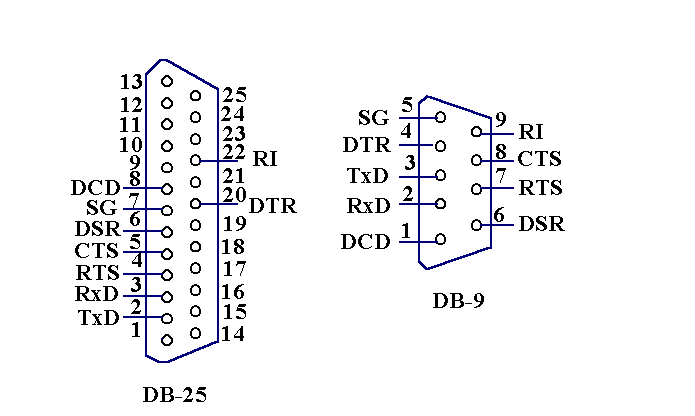 13
12
11
10
9
DCD 8
SG 7
DSR 6
CTS 5
RTS 4
RxD 3
TxD 2
1
25
24
23
22 RI
21
20 DTR
19
18
17
16
15
14
DB-25
SG 5
DTR 4
TxD 3
RxD 2
DCD 1
9 RI
8 CTS
7 RTS
6 DSR
DB-9